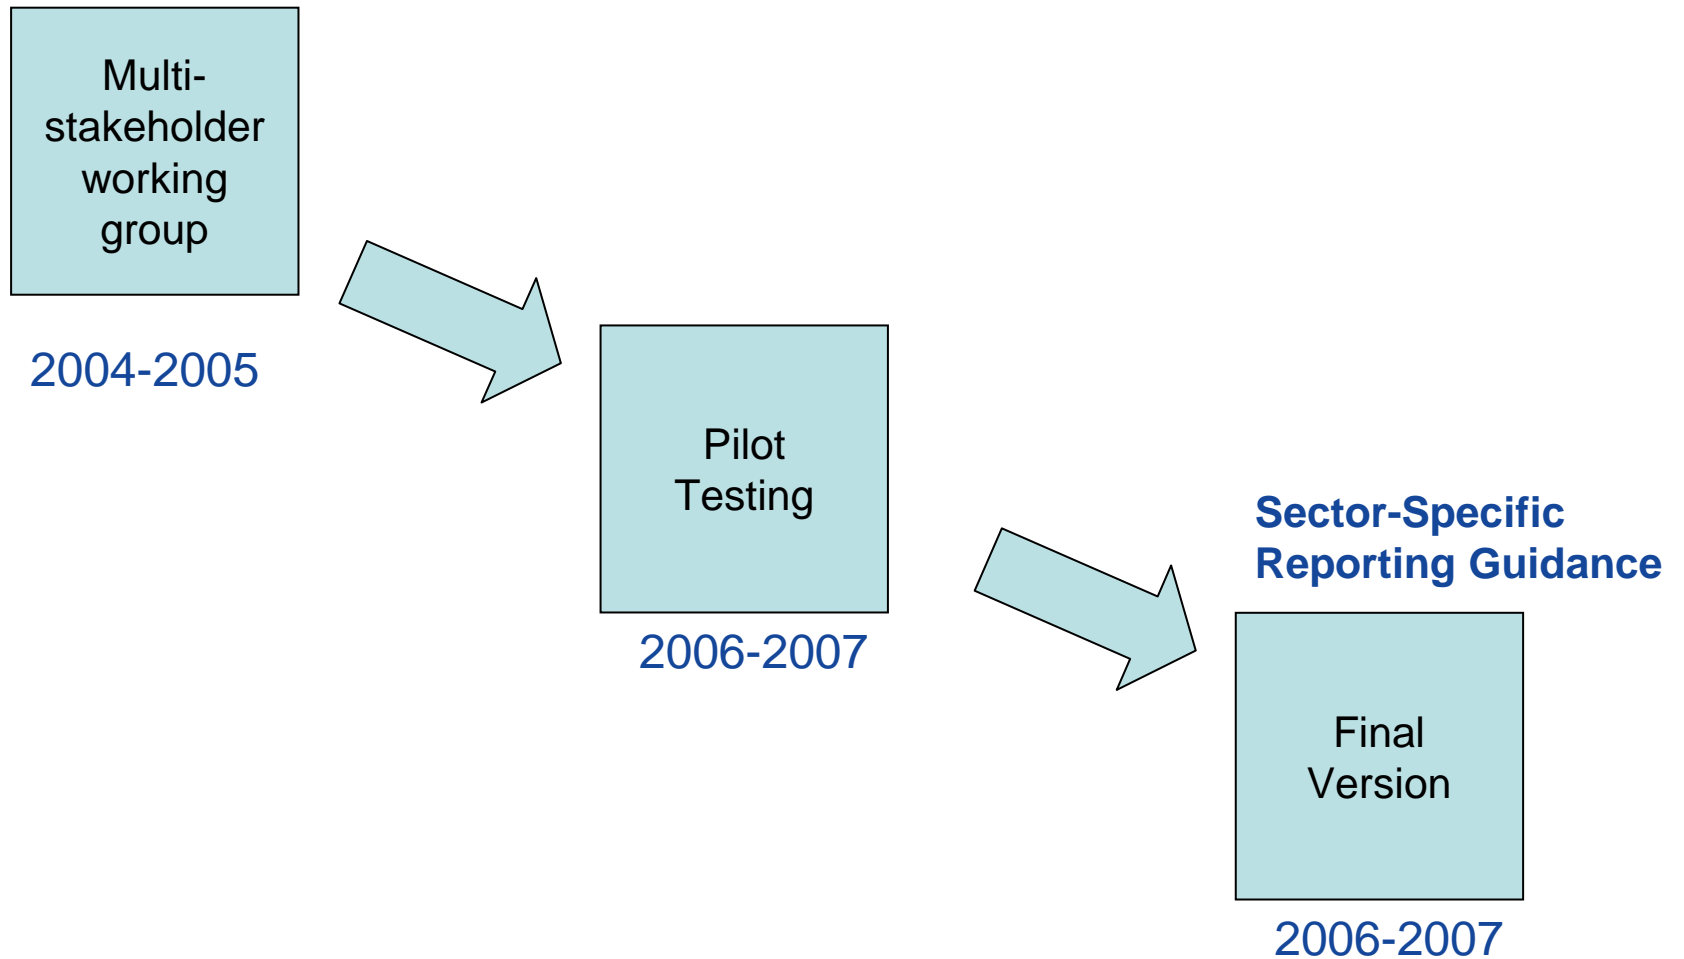 Multi-
stakeholder
working
group
2004-2005
Pilot
Testing
2006-2007
Sector-Specific
Reporting Guidance
Final
Version
2006-2007